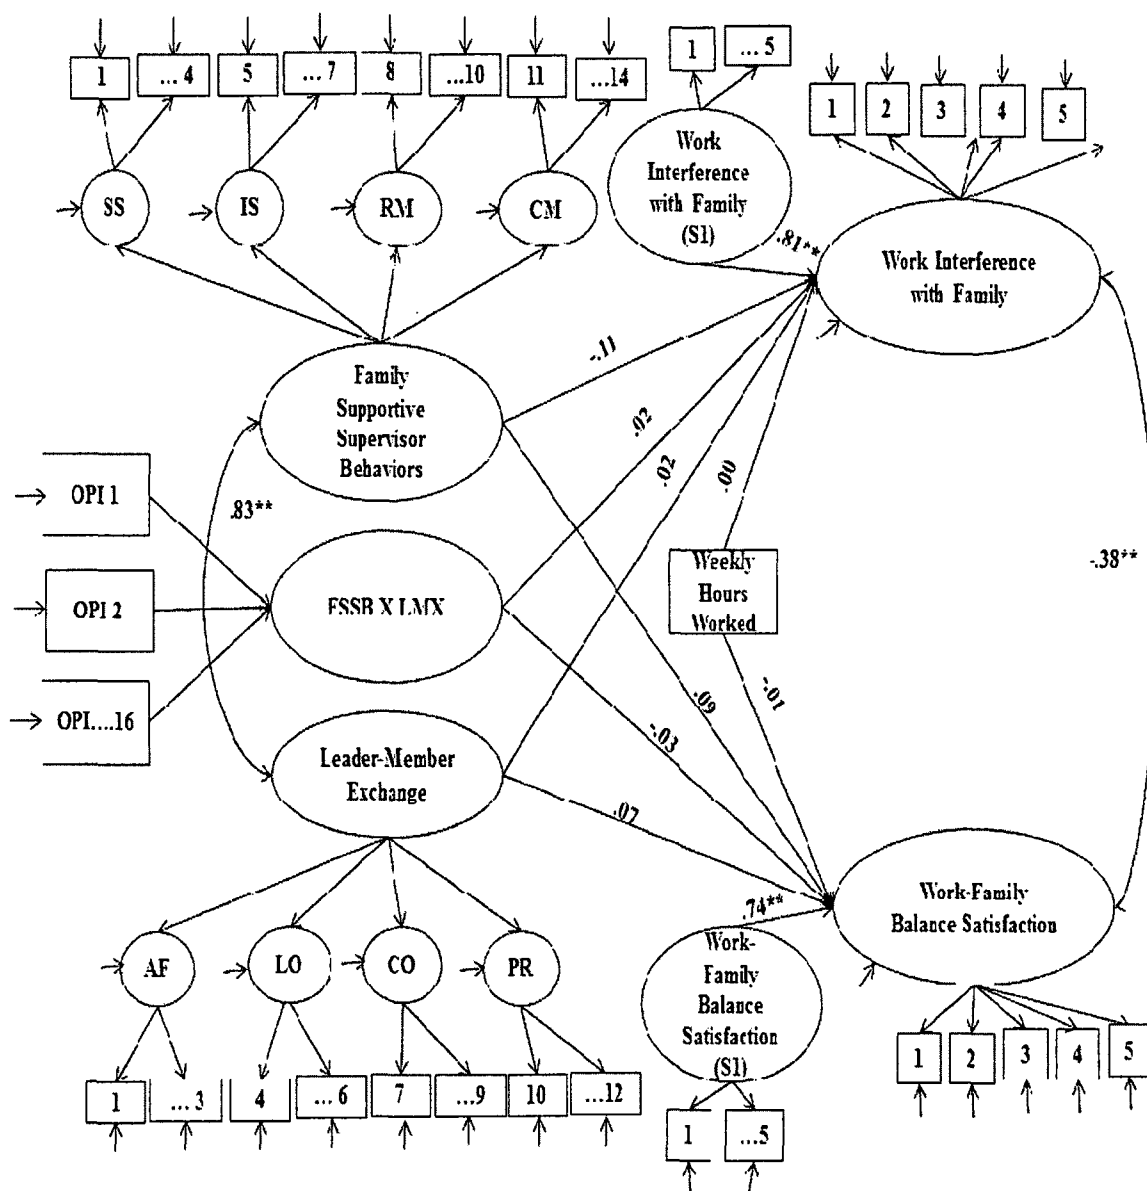 1
... 4
5
... 7
8
...10
11
...14
1
... 5
1
2
3
4
5
SS
IS
RM
CM
Work
Interference
with Family
(S1)
.81**
Work Interference
with Family
Family
Supportive
Supervisor
Behaviors
-.11
.02
.02
.00
OPI 1
OPI 2
OPI....16
.83**
FSSB X LMX
Weekly
Hours
Worked
-.38**
Leader-Member
Exchange
.09
-.03
-.01
.07
.74**
Work-Family
Balance Satisfaction
AF
LO
CO
PR
Work-
Family
Balance
Satisfaction
(S1)
1
... 3
4
... 6
7
...9
10
...12
1
...5
1
2
3
4
5